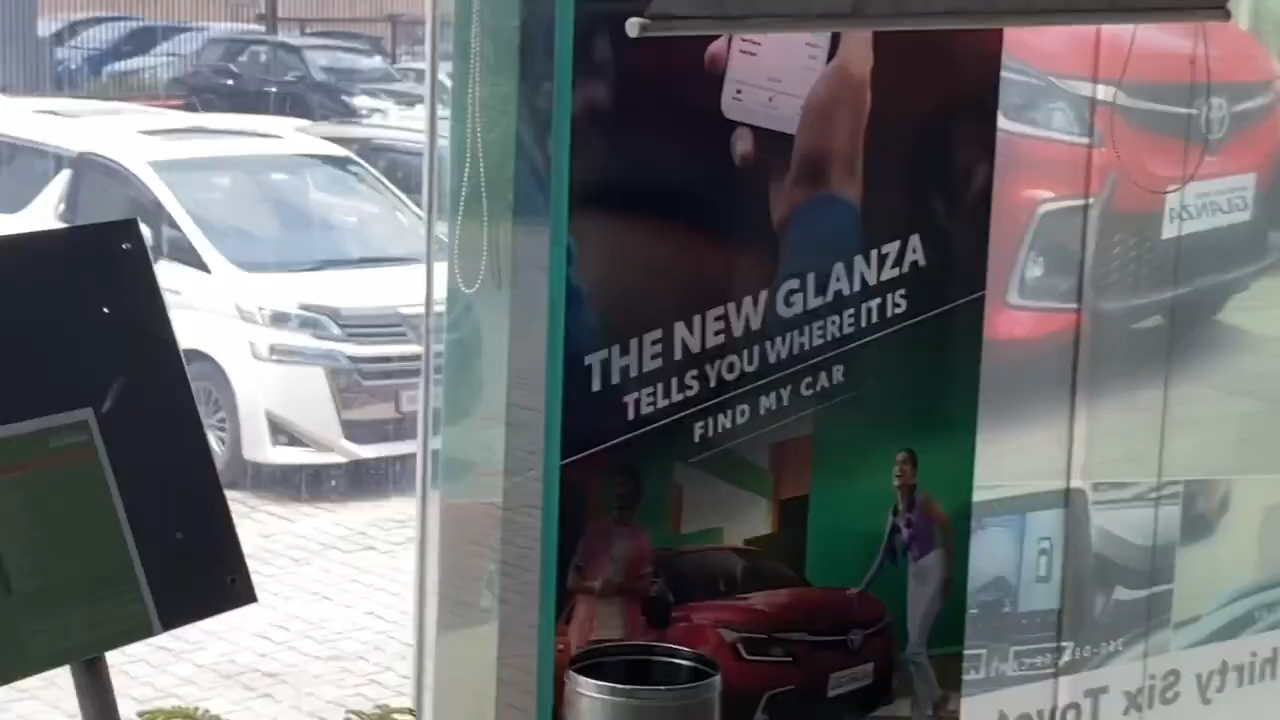 THE NEW GLANZA
TELLS YOU WHERE IT IS
FIND MY CAR
GLANZA
hirty Six Toyot